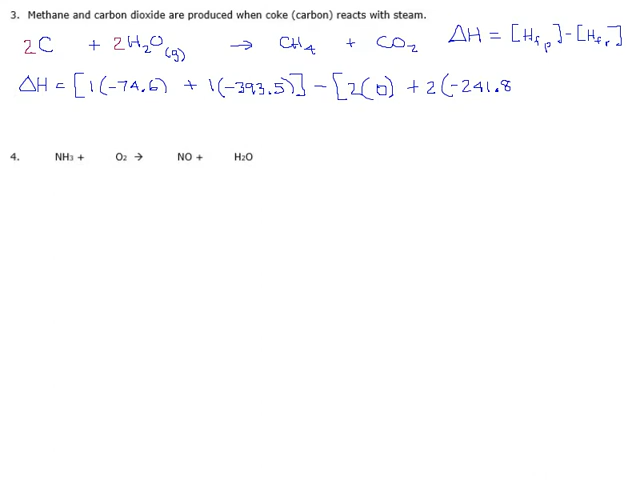 3. Methane and carbon dioxide are produced when coke (carbon) reacts with steam.
2C + 2H₂O(g) → CH₄ + CO₂ ΔH = [Hfp] - [Hfr]
ΔH = [1(-74.6) + 1(-393.5)] - [2(0) + 2(-241.8
4. NH₃ + O₂ → NO + H₂O